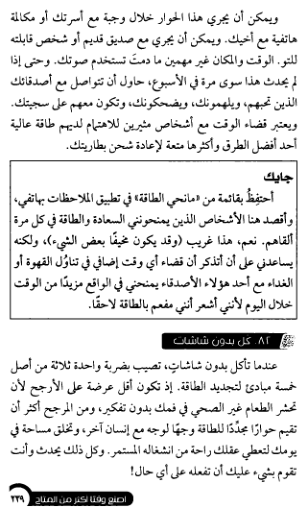 ويمكن أن يجري هذا الحوار خلال وجبة مع أسرتك أو مكالمة
هاتفية مع أخيك. ويمكن أن يجري مع صديق قديم أو شخص قابلته
للتو. الوقت والمكان غير مهمين ما دمتَ تستخدم صوتك. وحتى إذا
لم يحدث هذا سوى مرة في الأسبوع، حاول أن تتواصل مع أصدقائك
الذين تحبهم، ويلهمونك، ويضحكونك، وتكون معهم على سجيتك.
ويعتبر قضاء الوقت مع أشخاص مثيرين للاهتمام لديهم طاقة عالية
أحد أفضل الطرق وأكثرها متعة لإعادة شحن بطاريتك.
جايك
أحتفِظُ بقائمة من «مانحي الطاقة» في تطبيق الملاحظات بهاتفي،
وأقصد هنا الأشخاص الذين يمنحونني السعادة والطاقة في كل مرة
ألقاهم. نعم، هذا غريب (وقد يكون مخيفًا بعض الشيء)، ولكنه
يساعدني على أن أتذكر أن قضاء أي وقت إضافي في تناوُل القهوة أو
الغداء مع أحد هؤلاء الأصدقاء يمنحني في الواقع مزيدًا من الوقت
خلال اليوم لأنني أشعر أنني مفعم بالطاقة لاحقًا.
٨٢. كل بدون شاشات
عندما تأكل بدون شاشاتٍ، تصيب بضربة واحدة ثلاثة من أصل
خمسة مبادئ لتجديد الطاقة. إذ تكون أقل عرضة على الأرجح لأن
تحشر الطعام غير الصحي في فمك بدون تفكير، ومن المرجح أكثر أن
تقيم حوارًا مجدِّدًا للطاقة وجهًا لوجه مع إنسان آخر، وتخلق مساحة في
يومك لتعطي عقلك راحة من انشغاله المستمر. وكل ذلك يحدث وأنت
تقوم بشيء عليك أن تفعله على أي حال!
اصنع وقتًا أكثر من المتاح
٢٢٩